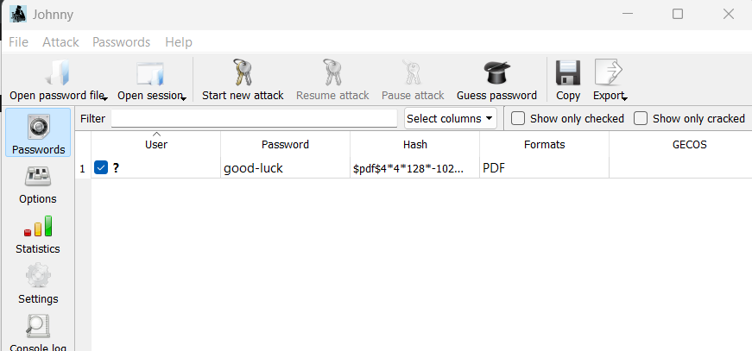 Johnny
File Attack Passwords Help
Open password file Open session Start new attack Resume attack Pause attack Guess password Copy Export
Passwords Filter Select columns Show only checked Show only cracked
User Password Hash Formats GECOS
1 ? good-luck $pdf$4*4*128*-102... PDF
Options
Statistics
Settings
Console log